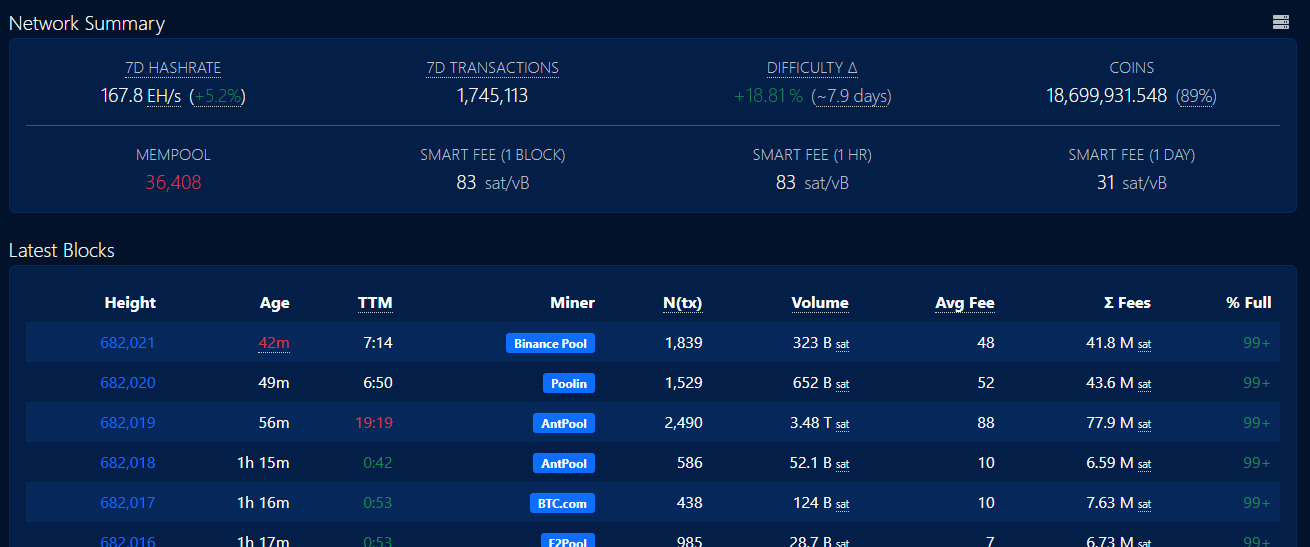 Network Summary
7D HASHRATE 7D TRANSACTIONS DIFFICULTY Δ COINS
167.8 EH/s (+5.2%) 1,745,113 +18.81 % (~7.9 days) 18,699,931.548 (89%)
MEMPOOL SMART FEE (1 BLOCK) SMART FEE (1 HR) SMART FEE (1 DAY)
36,408 83 sat/vB 83 sat/vB 31 sat/vB
Latest Blocks
Height Age TTM Miner N(tx) Volume Avg Fee Σ Fees % Full
682,021 42m 7:14 Binance Pool 1,839 323 B sat 48 41.8 M sat 99+
682,020 49m 6:50 Poolin 1,529 652 B sat 52 43.6 M sat 99+
682,019 56m 19:19 AntPool 2,490 3.48 T sat 88 77.9 M sat 99+
682,018 1h 15m 0:42 AntPool 586 52.1 B sat 10 6.59 M sat 99+
682,017 1h 16m 0:53 BTC.com 438 124 B sat 10 7.63 M sat 99+
682,016 1h 17m 0:53 F2Pool 985 28.7 B sat 7 6.73 M sat 99+